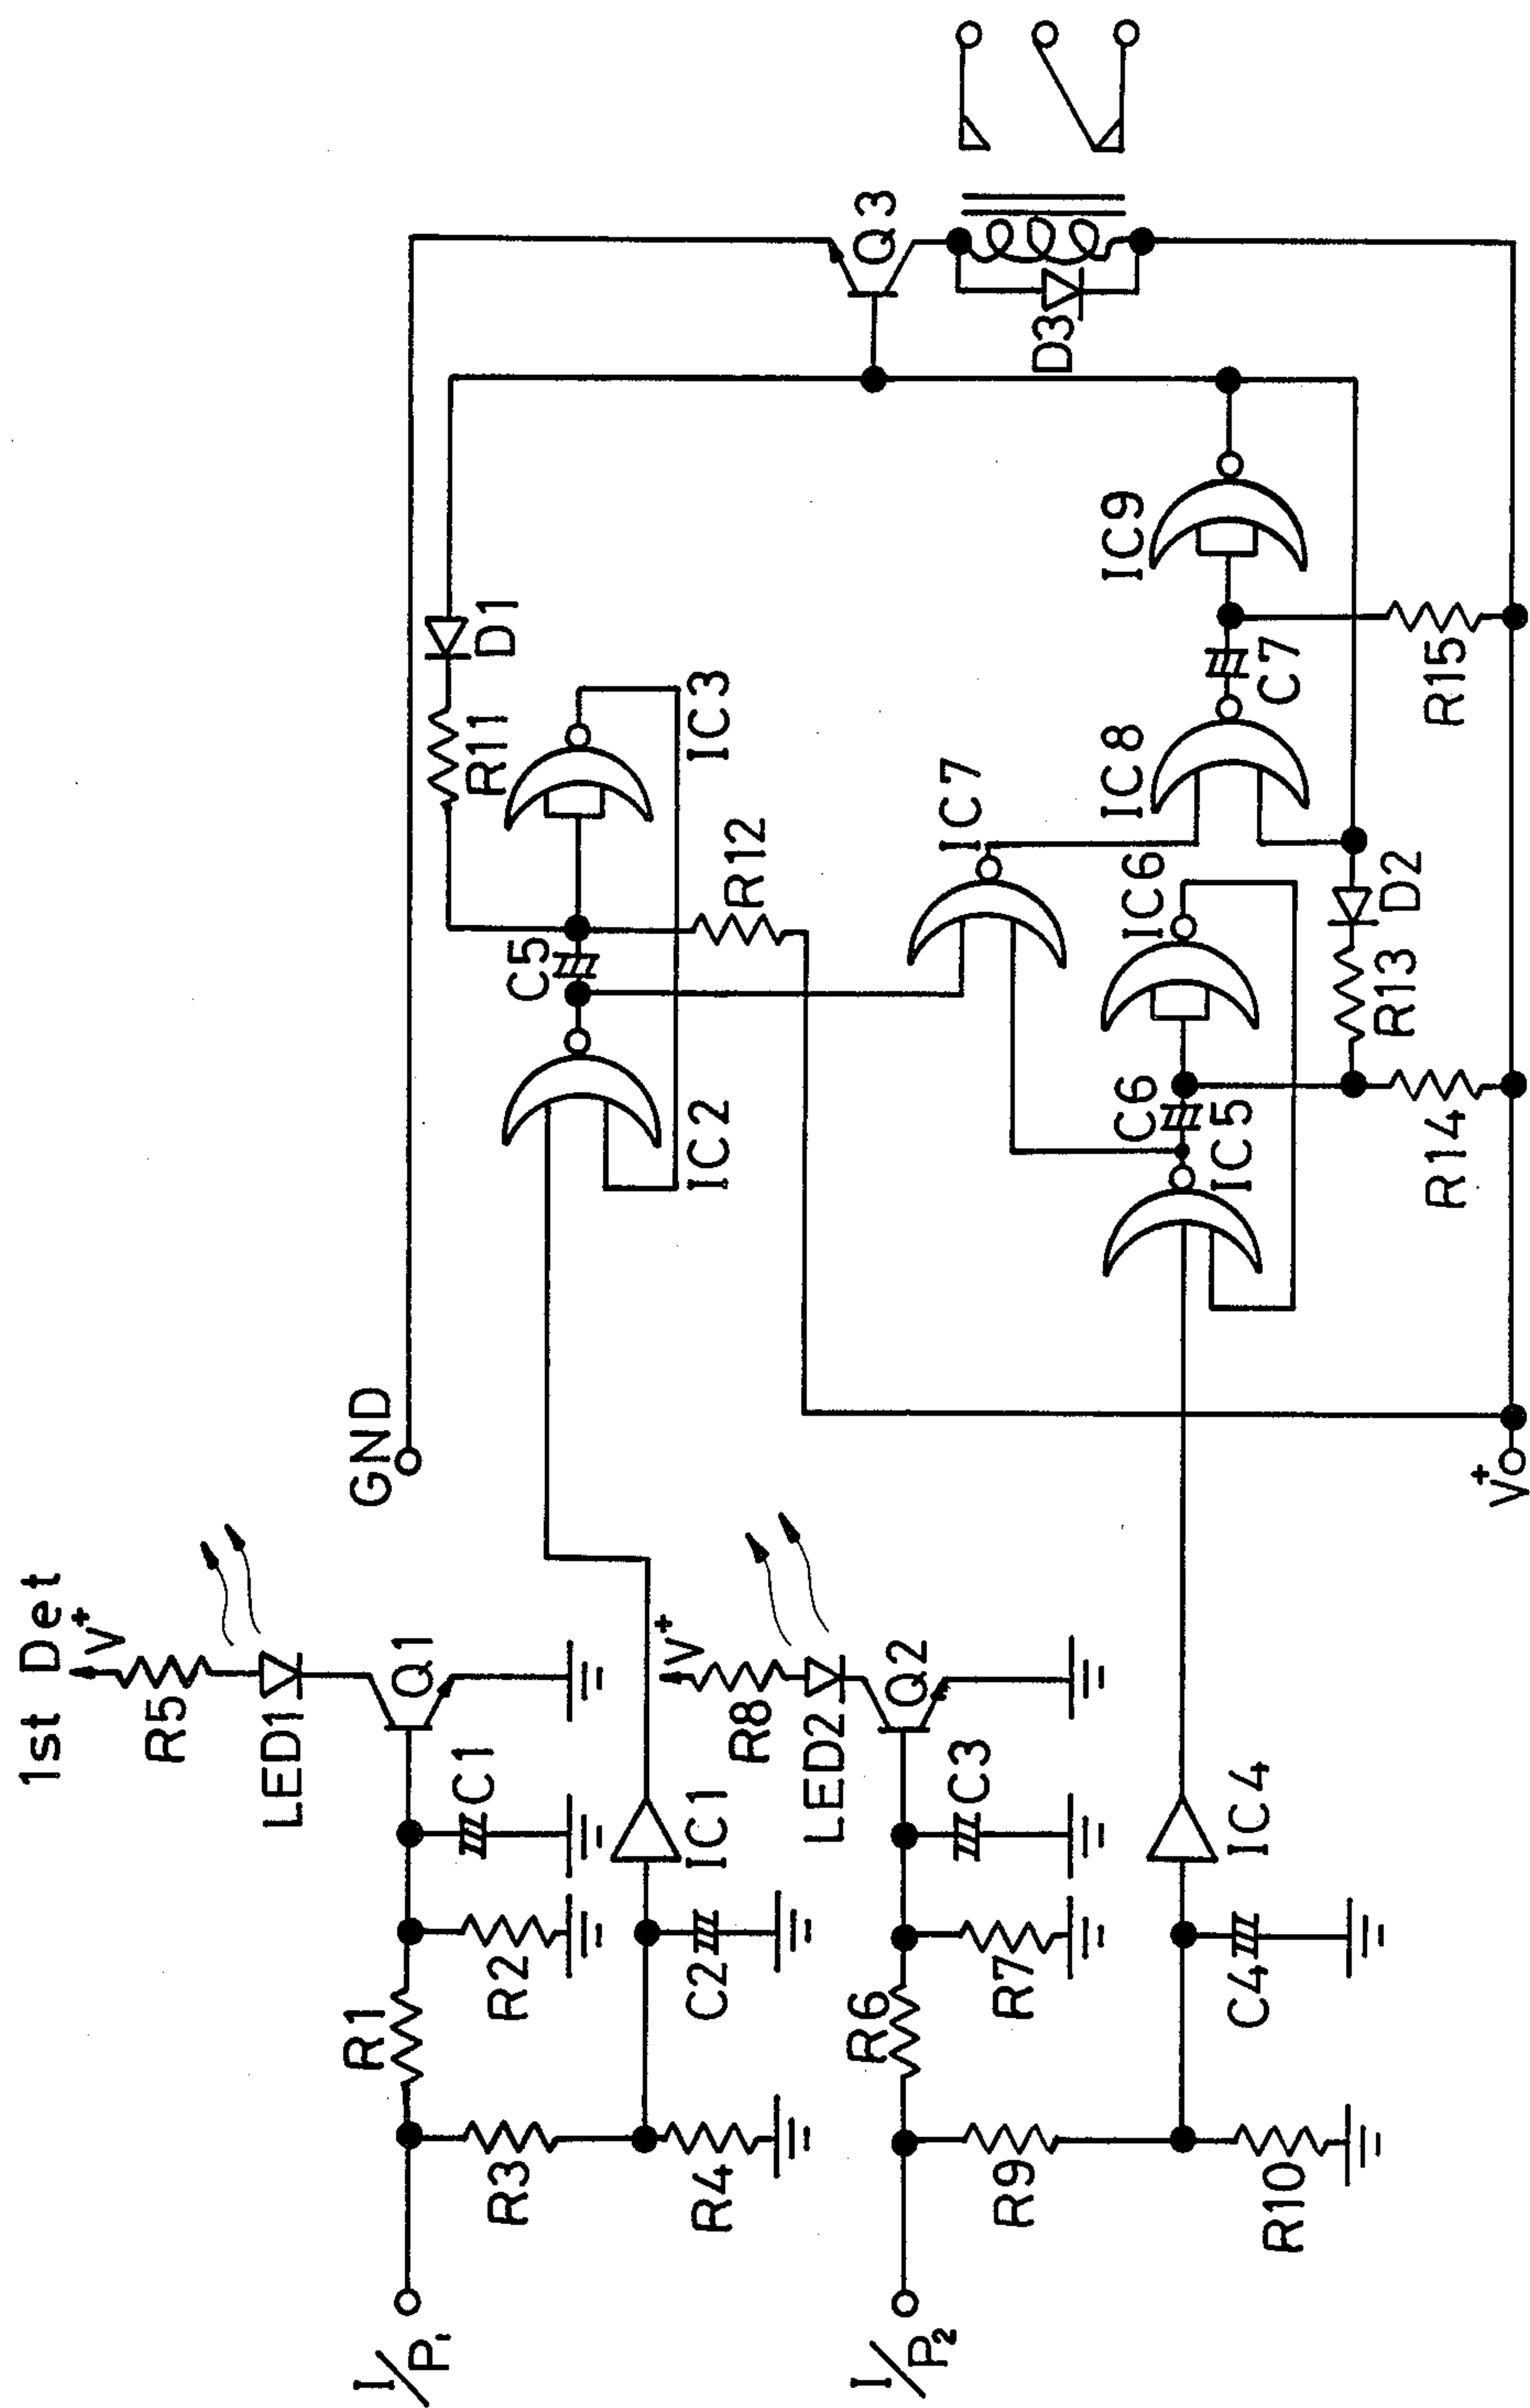 1st Det
V+
R5
LED1
Q1
R1
R2
C1
I/P1
R3
R4
C2
IC1
V+
R8
LED2
Q2
R6
R7
C3
I/P2
R9
R10
C4
IC4
GND
IC2
C5
IC3
R11
D1
R12
IC7
IC5
C6
IC6
IC8
C7
IC9
R13
D2
R14
R15
Q3
D3
V+